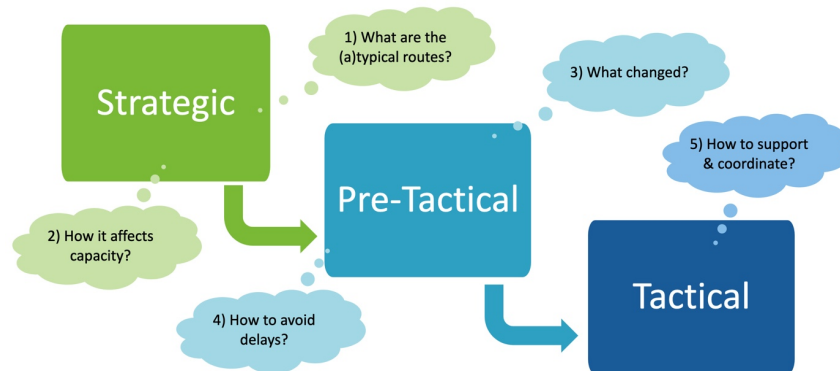 Strategic
1) What are the
(a)typical routes?
2) How it affects
capacity?
Pre-Tactical
3) What changed?
4) How to avoid
delays?
Tactical
5) How to support
& coordinate?